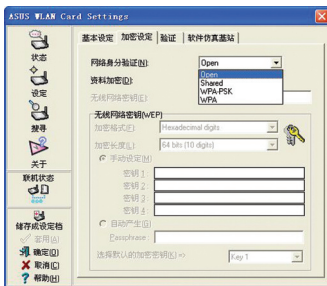 ASUS WLAN Card Settings
状态
设定
搜寻
关于
联机状态
储存成设定档
套用(A)
确定(O)
取消(C)
帮助(H)
基本设定 加密设定 验证 软件仿真基站
网络身分验证(N): Open
Open
Shared
WPA-PSK
WPA
资料加密(D):
无线网络密钥(E):
无线网络密钥(WEP)
加密格式(F): Hexadecimal digits
加密长度(L): 64 bits (10 digits)
手动设定(M)
密钥 1:
密钥 2
密钥 3
密钥 4:
自动产生(G)
Passphrase:
选择默认的加密密钥(K) => Key 1